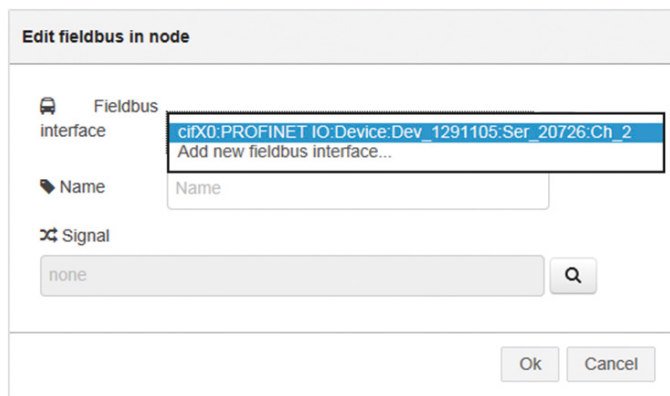 Edit fieldbus in node
Fieldbus
interface
cifX0:PROFINET IO:Device:Dev_1291105:Ser_20726:Ch_2
Add new fieldbus interface...
Name
Name
Signal
none
Ok
Cancel